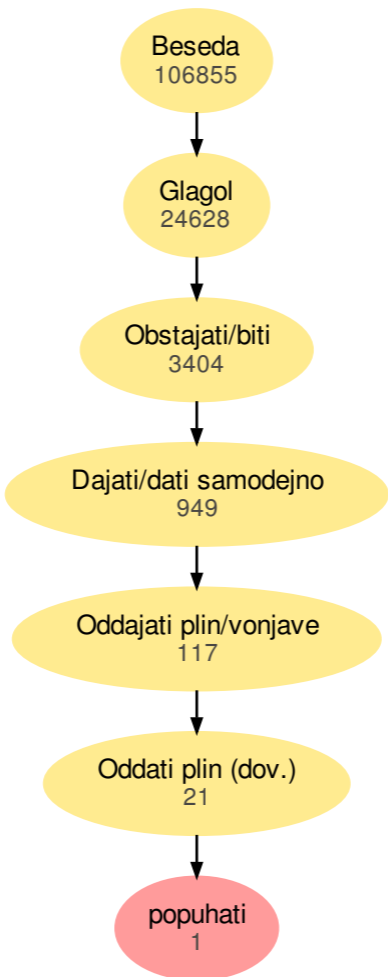 Beseda
106855
Glagol
24628
Obstajati/biti
3404
Dajati/dati samodejno
949
Oddajati plin/vonjave
117
Oddati plin (dov.)
21
popuhati
1